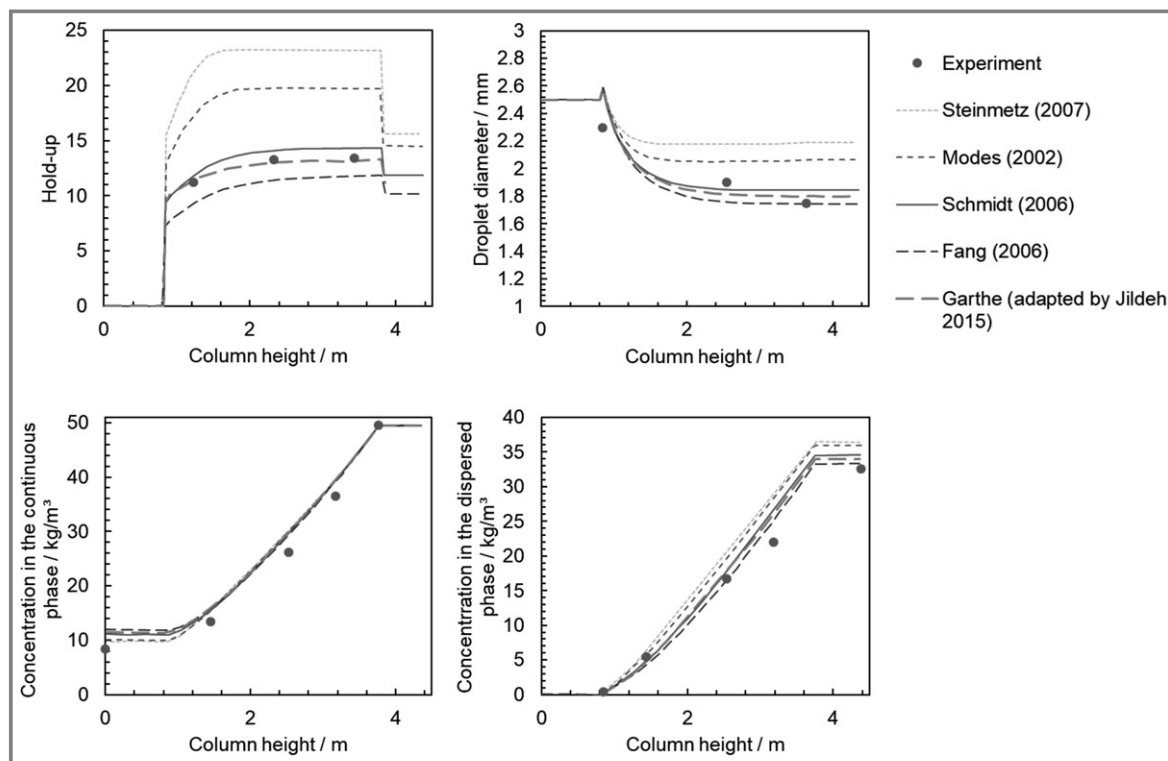 25
20
15
10
5
0
Hold-up
0
2
4
Column height / m
3
2.8
2.6
2.4
2.2
2
1.8
1.6
1.4
1.2
1
Droplet diameter / mm
0
2
4
Column height / m
Experiment
Steinmetz (2007)
Modes (2002)
Schmidt (2006)
Fang (2006)
Garthe (adapted by Jildeh
2015)
50
40
30
20
10
0
Concentration in the continuous
phase / kg/m³
0
2
4
Column height / m
40
35
30
25
20
15
10
5
0
Concentration in the dispersed
phase / kg/m³
0
2
4
Column height / m